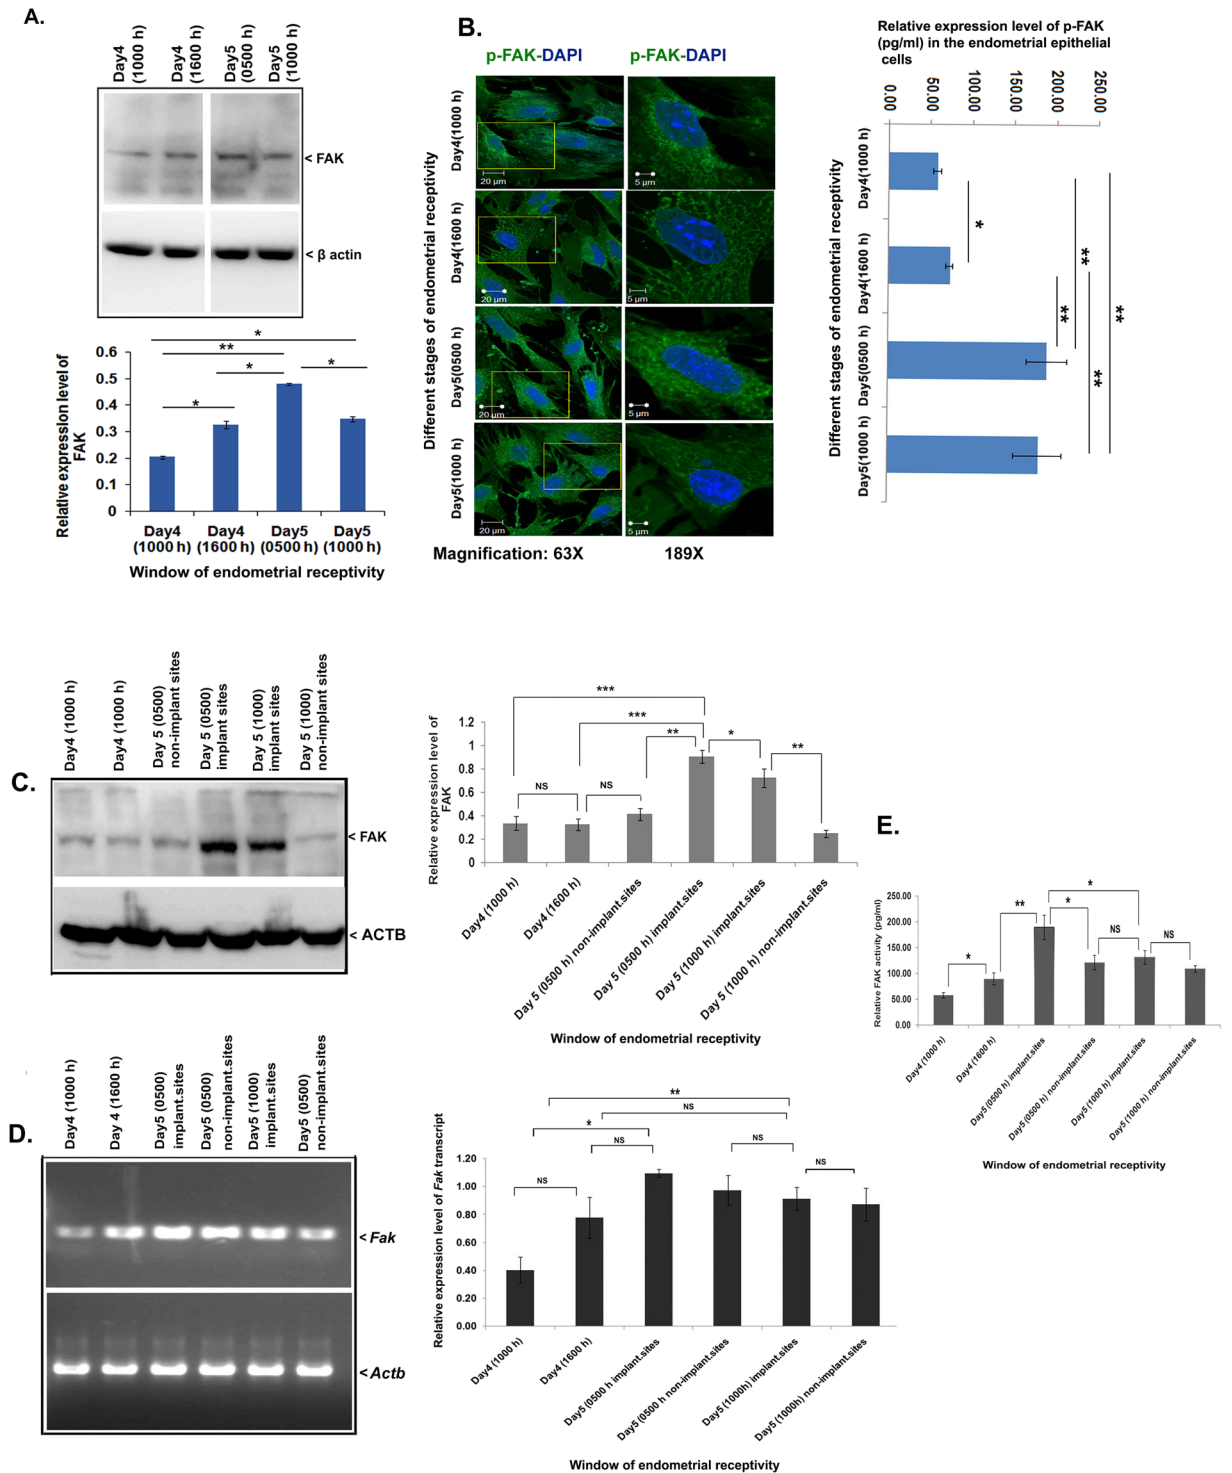 A.
Day4
(1000 h)
Day4
(1600 h)
Day5
(0500 h)
Day5
(1000 h)
< FAK
< β actin
Relative expression level of
FAK
0.6
0.5
0.4
0.3
0.2
0.1
0
*
**
*
*
*
Day4
(1000 h)
Day4
(1600 h)
Day5
(0500 h)
Day5
(1000 h)
Window of endometrial receptivity
B.
p-FAK-DAPI
p-FAK-DAPI
Different stages of endometrial receptivity
Day4(1000 h)
Day4(1600 h)
Day5(0500 h)
Day5(1000 h)
20 µm
5 µm
20 µm
5 µm
20 µm
5 µm
20 µm
5 µm
Magnification: 63X
189X
Relative expression level of p-FAK
(pg/ml) in the endometrial epithelial
cells
0.00
50.00
100.00
150.00
200.00
250.00
Different stages of endometrial receptivity
Day4(1000 h)
Day4(1600 h)
Day5(0500 h)
Day5(1000 h)
*
**
**
**
**
C.
Day4 (1000 h)
Day4 (1000 h)
Day 5 (0500)
non-implant sites
Day 5 (0500)
implant sites
Day 5 (1000)
implant sites
Day 5 (1000)
non-implant sites
< FAK
< ACTB
Relative expression level of
FAK
1.2
1
0.8
0.6
0.4
0.2
0
***
***
**
*
**
NS
NS
Day4 (1000 h)
Day4 (1600 h)
Day 5 (0500 h) non-implant.sites
Day 5 (0500 h) implant.sites
Day 5 (1000 h) implant.sites
Day 5 (1000 h) non-implant.sites
Window of endometrial receptivity
D.
Day4 (1000 h)
Day 4 (1600 h)
Day5 (0500)
implant.sites
Day5 (0500)
non-implant.sites
Day5 (1000)
implant.sites
Day5 (0500)
non-implant.sites
< Fak
< Actb
Relative expression level of Fak transcript
1.20
1.00
0.80
0.60
0.40
0.20
0.00
**
NS
*
NS
NS
NS
NS
Day4 (1000 h)
Day4 (1600 h)
Day5 (0500 h implant.sites
Day5 (0500 h non-implant.sites
Day5 (1000h) implant.sites
Day5 (1000h) non-implant.sites
Window of endometrial receptivity
E.
Relative FAK activity (pg/ml)
250.00
200.00
150.00
100.00
50.00
0.00
*
**
*
*
NS
NS
Day4 (1000 h)
Day4 (1600 h)
Day5 (0500 h) implant.sites
Day5 (0500 h) non-implant.sites
Day5 (1000 h) implant.sites
Day5 (1000 h) non-implant.sites
Window of endometrial receptivity